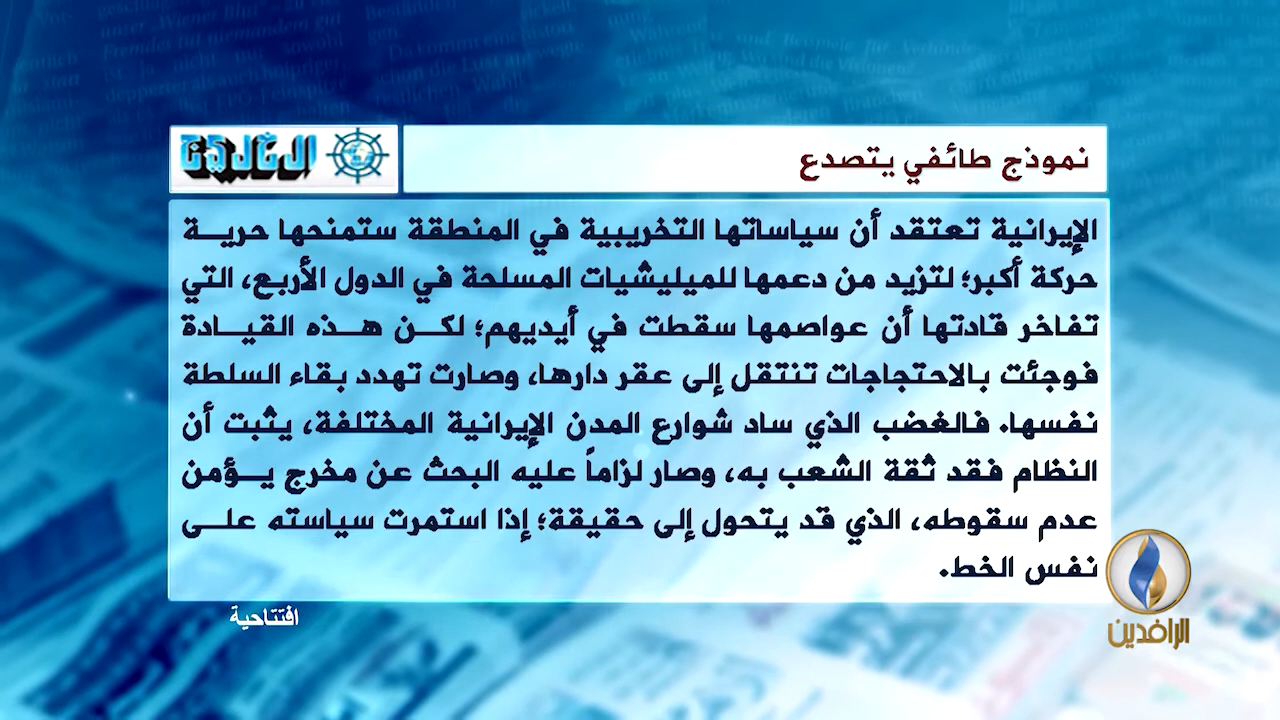 الخليج
نموذج طائفي يتصدع
الإيرانية تعتقد أن سياساتها التخريبية في المنطقة ستمنحها حرية
حركة أكبر؛ لتزيد من دعمها للميليشيات المسلحة في الدول الأربع، التي
تفاخر قادتها أن عواصمها سقطت في أيديهم؛ لكن هذه القيادة
فوجئت بالاحتجاجات تنتقل إلى عقر دارها، وصارت تهدد بقاء السلطة
نفسها. فالغضب الذي ساد شوارع المدن الإيرانية المختلفة، يثبت أن
النظام فقد ثقة الشعب به، وصار لزاماً عليه البحث عن مخرج يؤمن
عدم سقوطه، الذي قد يتحول إلى حقيقة؛ إذا استمرت سياسته على
نفس الخط.
افتتاحية
الرافدين